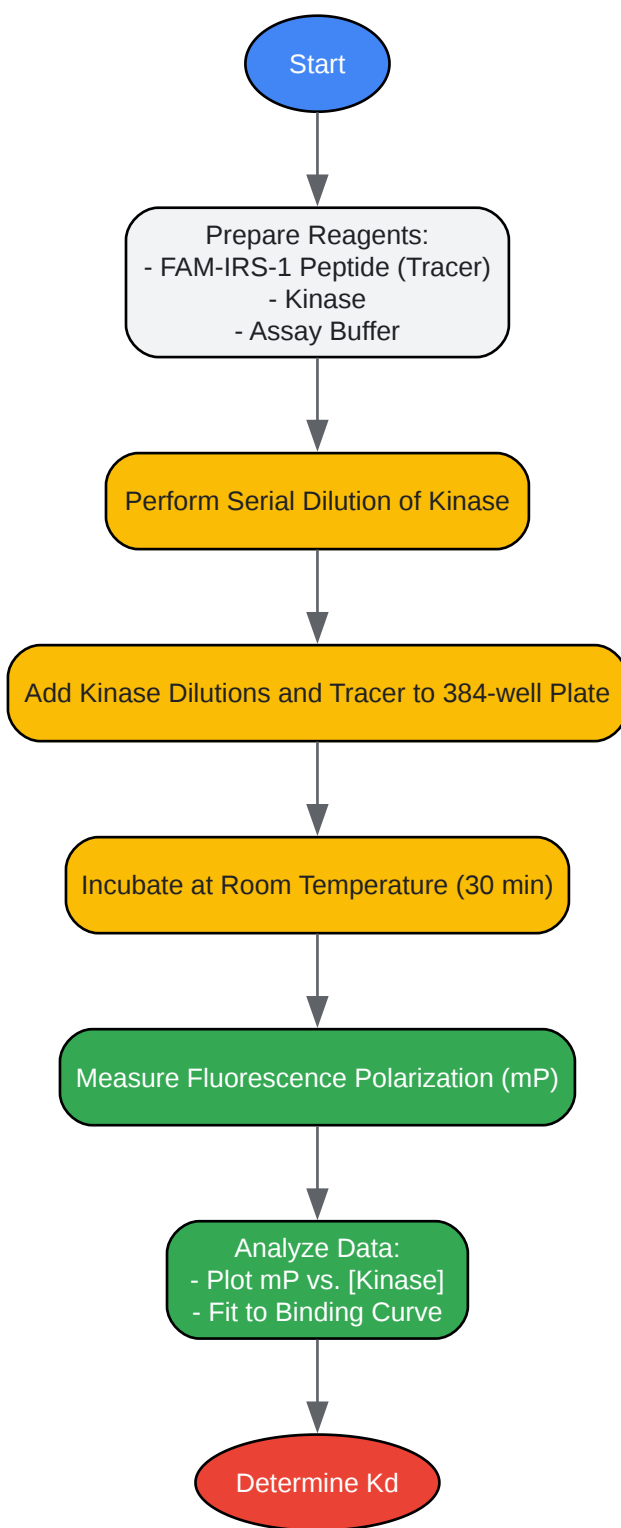 Start
Prepare Reagents:
- FAM-IRS-1 Peptide (Tracer)
- Kinase
- Assay Buffer
Perform Serial Dilution of Kinase
Add Kinase Dilutions and Tracer to 384-well Plate
Incubate at Room Temperature (30 min)
Measure Fluorescence Polarization (mP)
Analyze Data:
- Plot mP vs. [Kinase]
- Fit to Binding Curve
Determine Kd